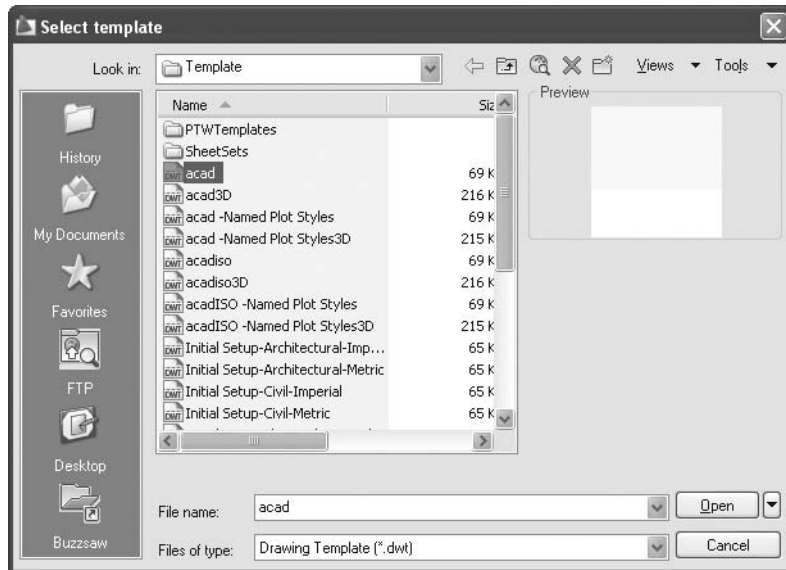 Select template
Look in: Template Views Tools
Name Siz Preview
PTWTemplates
SheetSets
acad 69 K
acad3D 216 K
acad -Named Plot Styles 69 K
acad -Named Plot Styles3D 215 K
acadiso 69 K
acadiso3D 216 K
acadISO -Named Plot Styles 69 K
acadISO -Named Plot Styles3D 215 K
Initial Setup-Architectural-Imp... 65 K
Initial Setup-Architectural-Metric 65 K
Initial Setup-Civil-Imperial 65 K
Initial Setup-Civil-Metric 65 K
History
My Documents
Favorites
FTP
Desktop
Buzzsaw
File name: acad Open
Files of type: Drawing Template (*.dwt) Cancel